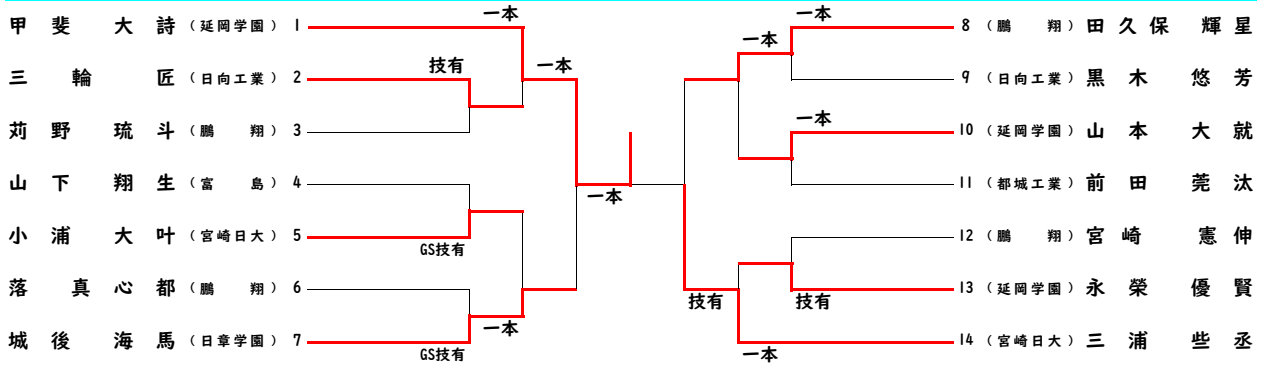 一本 一本
甲斐 大詩 (延岡学園) 1 8 (鵬 翔) 田久保 輝星
一本
三輪 匠 (日向工業) 2 技有 一本 9 (日向工業) 黒木 悠芳
苅野 琉斗 (鵬 翔) 3 一本 10 (延岡学園) 山本 大就
山下 翔生 (富 島) 4 一本 11 (都城工業) 前田 莞汰
小浦 大叶 (宮崎日大) 5 GS技有 12 (鵬 翔) 宮崎 憲伸
落 真心都 (鵬 翔) 6 技有 技有 13 (延岡学園) 永榮 優賢
一本
城後 海馬 (日章学園) 7 GS技有 一本 14 (宮崎日大) 三浦 些丞